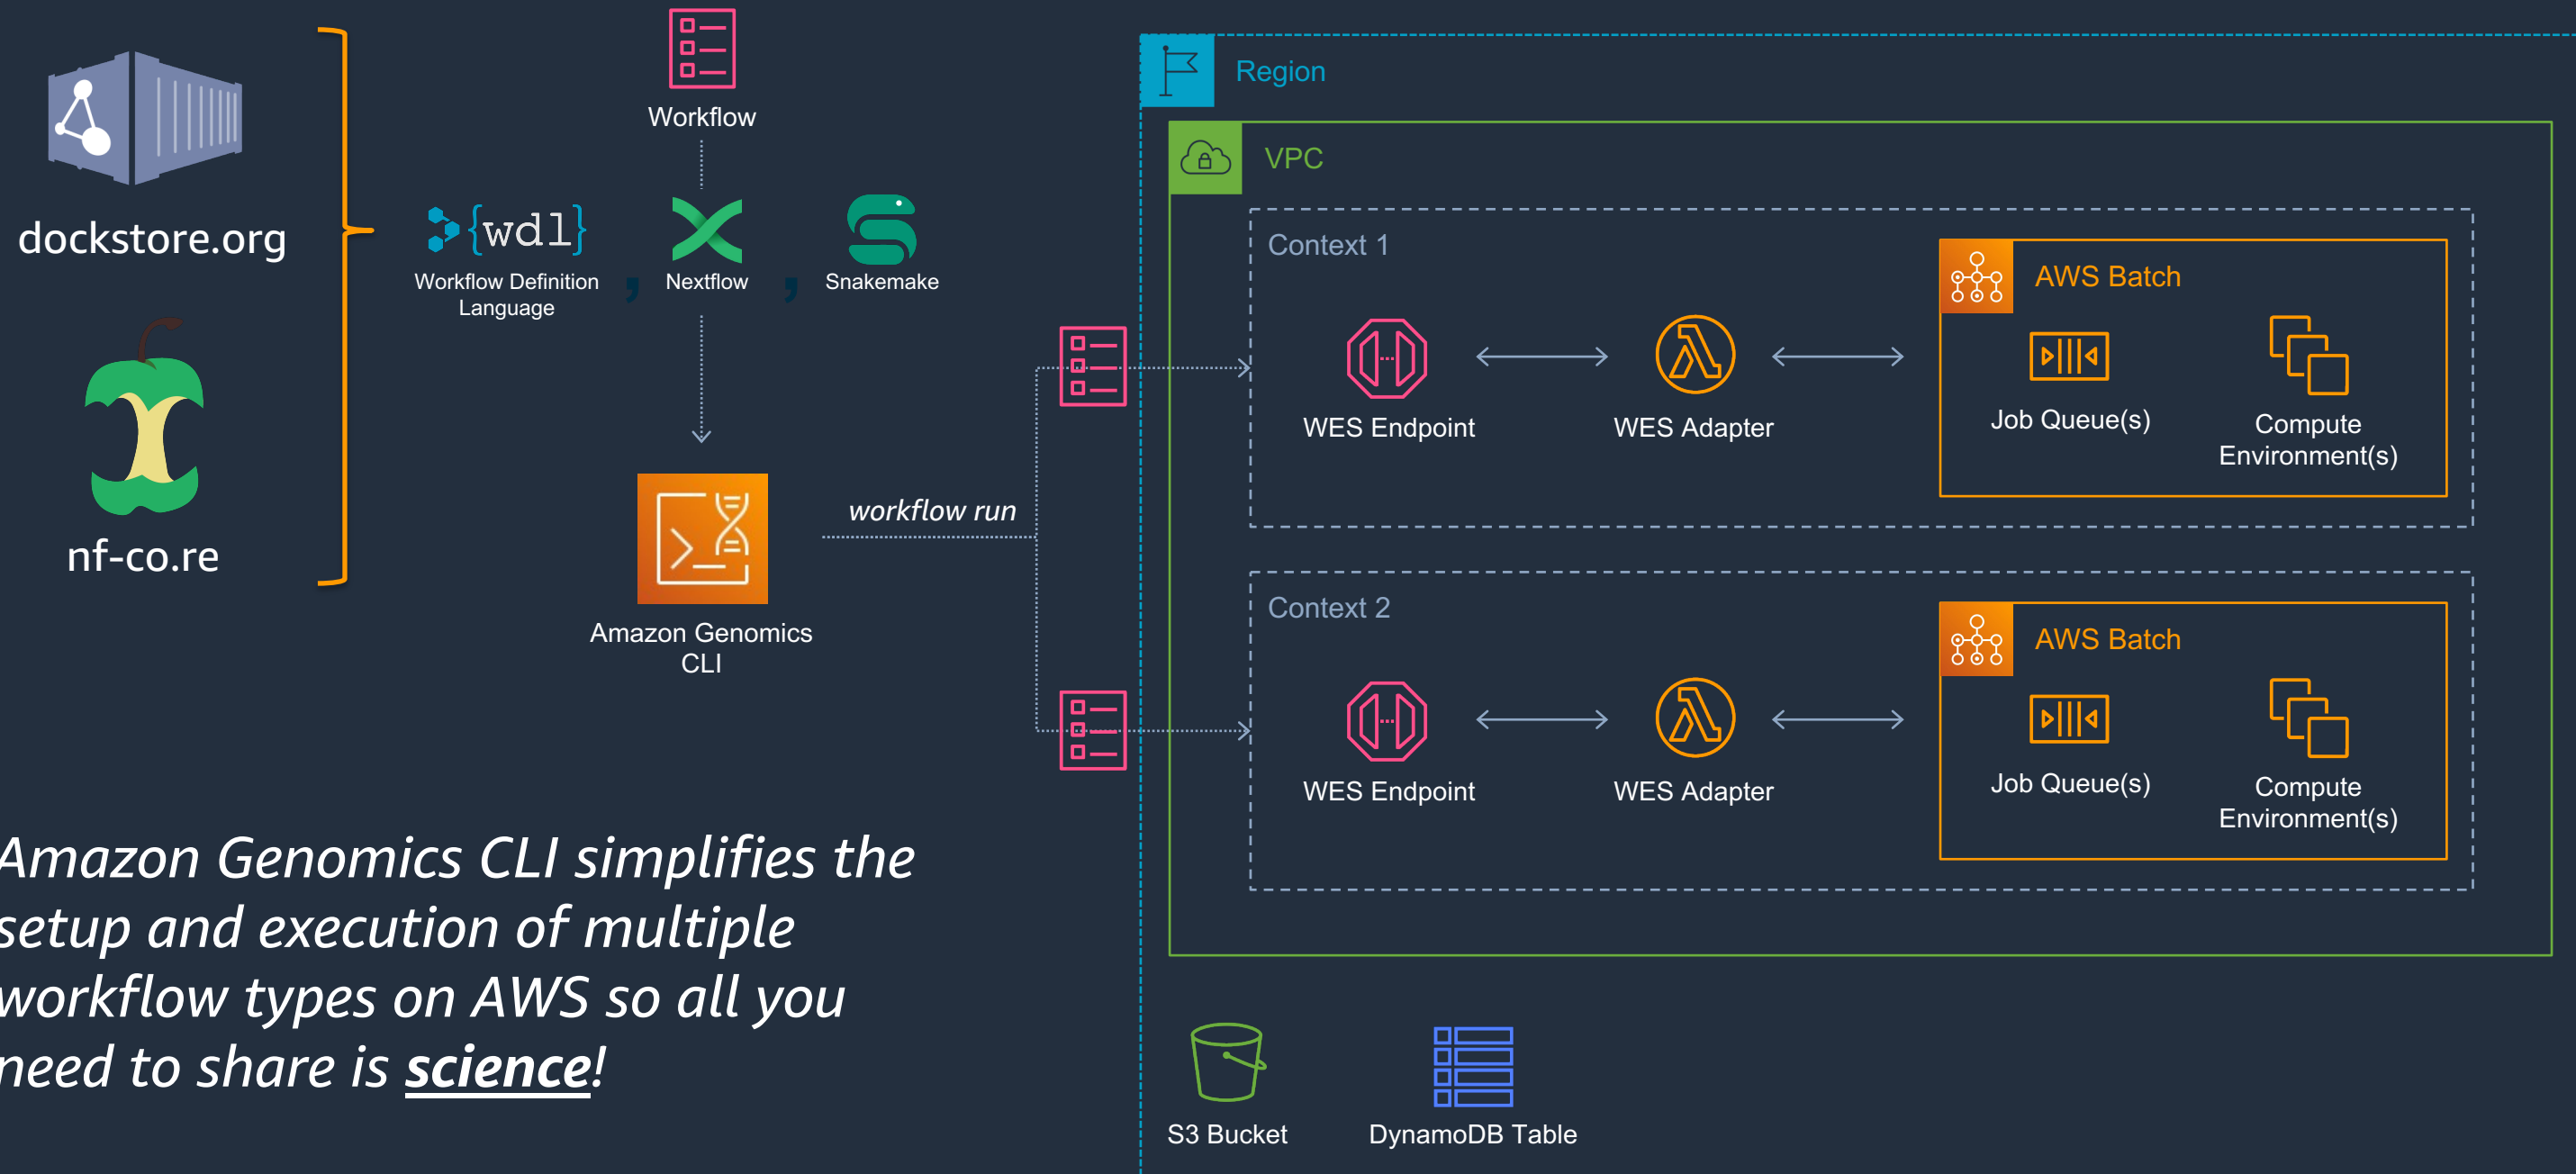 dockstore.org
nf-co.re
Workflow
{wdl}
Workflow Definition
Language
,
Nextflow
,
Snakemake
Amazon Genomics
CLI
workflow run
Region
VPC
Context 1
WES Endpoint
WES Adapter
AWS Batch
Job Queue(s)
Compute
Environment(s)
Context 2
WES Endpoint
WES Adapter
AWS Batch
Job Queue(s)
Compute
Environment(s)
S3 Bucket
DynamoDB Table
Amazon Genomics CLI simplifies the
setup and execution of multiple
workflow types on AWS so all you
need to share is science!